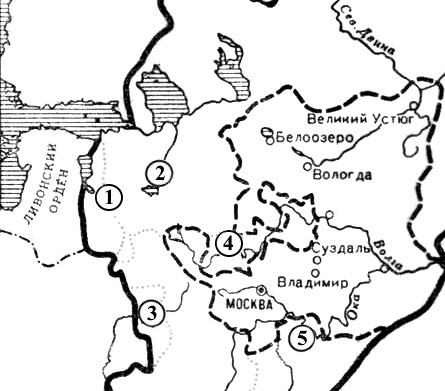 Сев. Двина
Великий Устюг
Белоозеро
Вологда
ЛИВОНСКИЙ
ОРДЕН
1
2
3
4
5
Суздаль
Волга
Владимир
МОСКВА
Ока